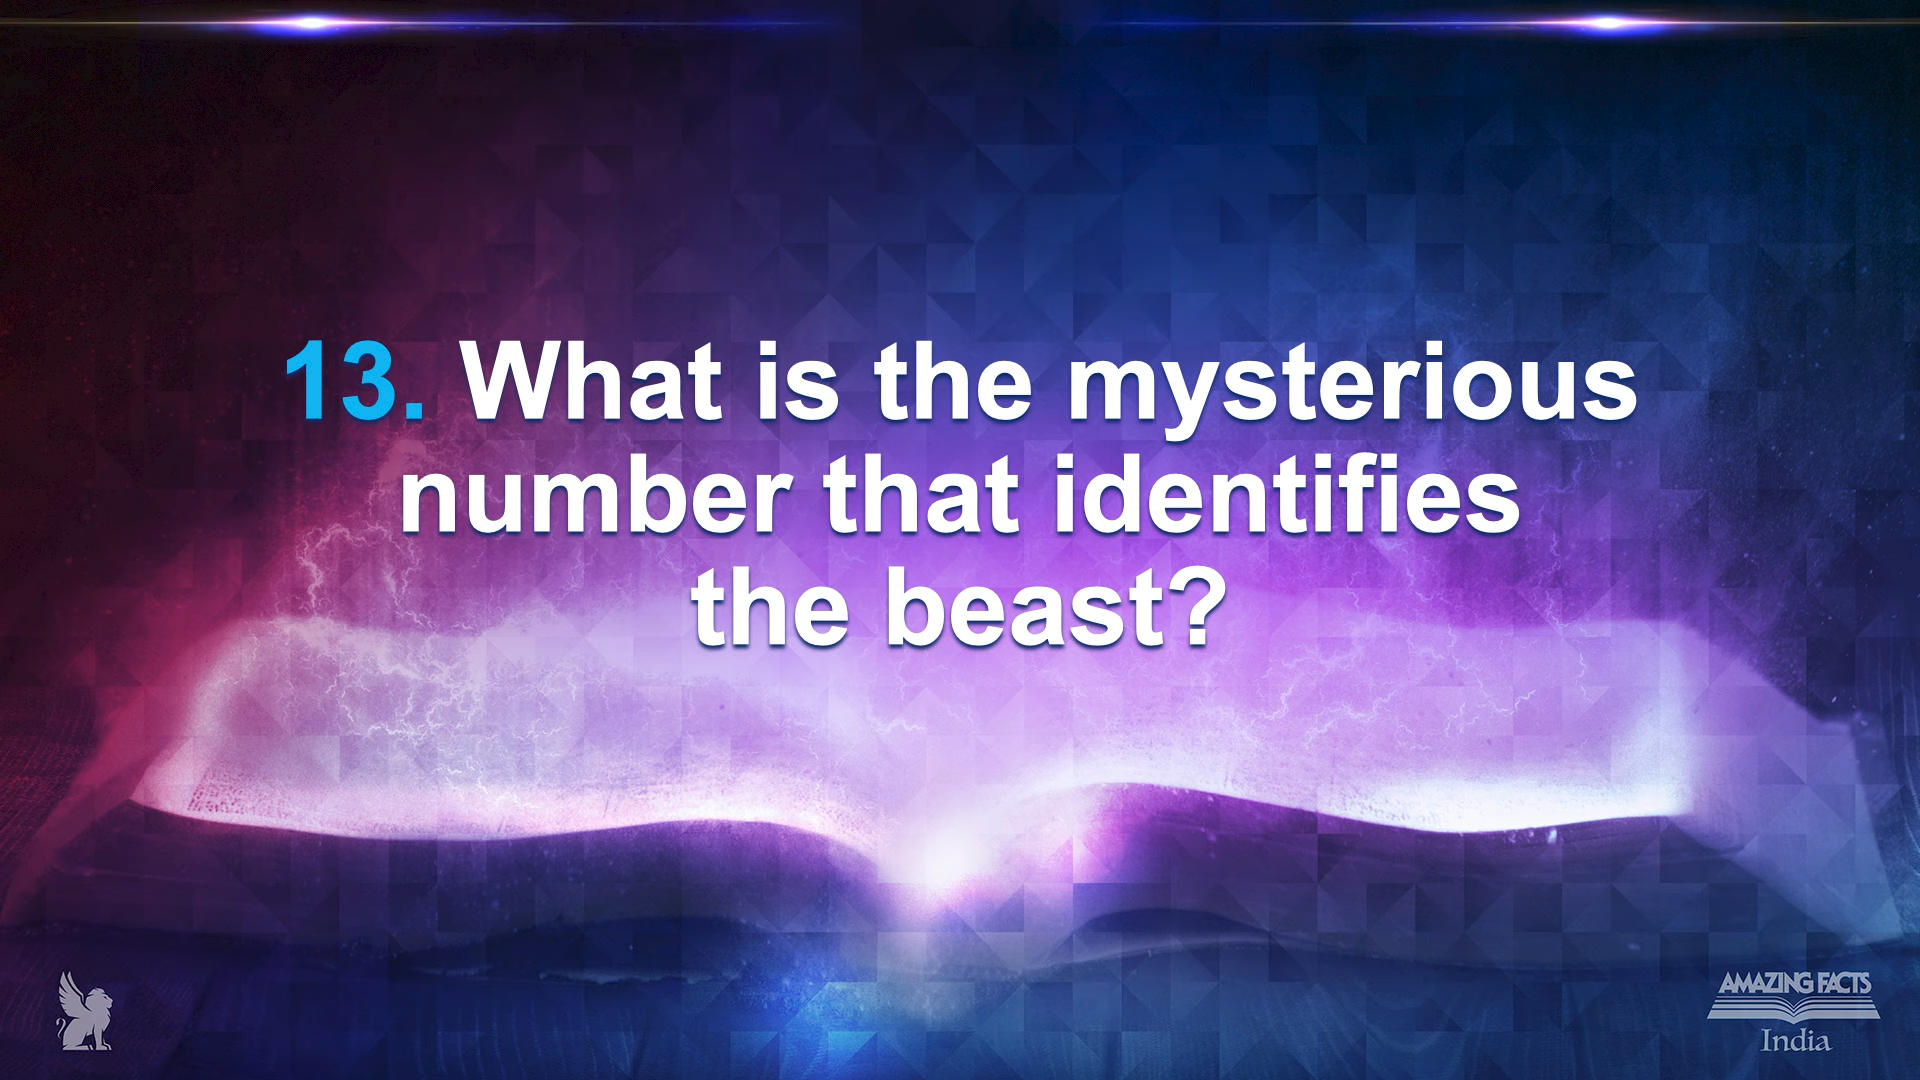 13. What is the mysterious
number that identifies
the beast?
AMAZING FACTS
India